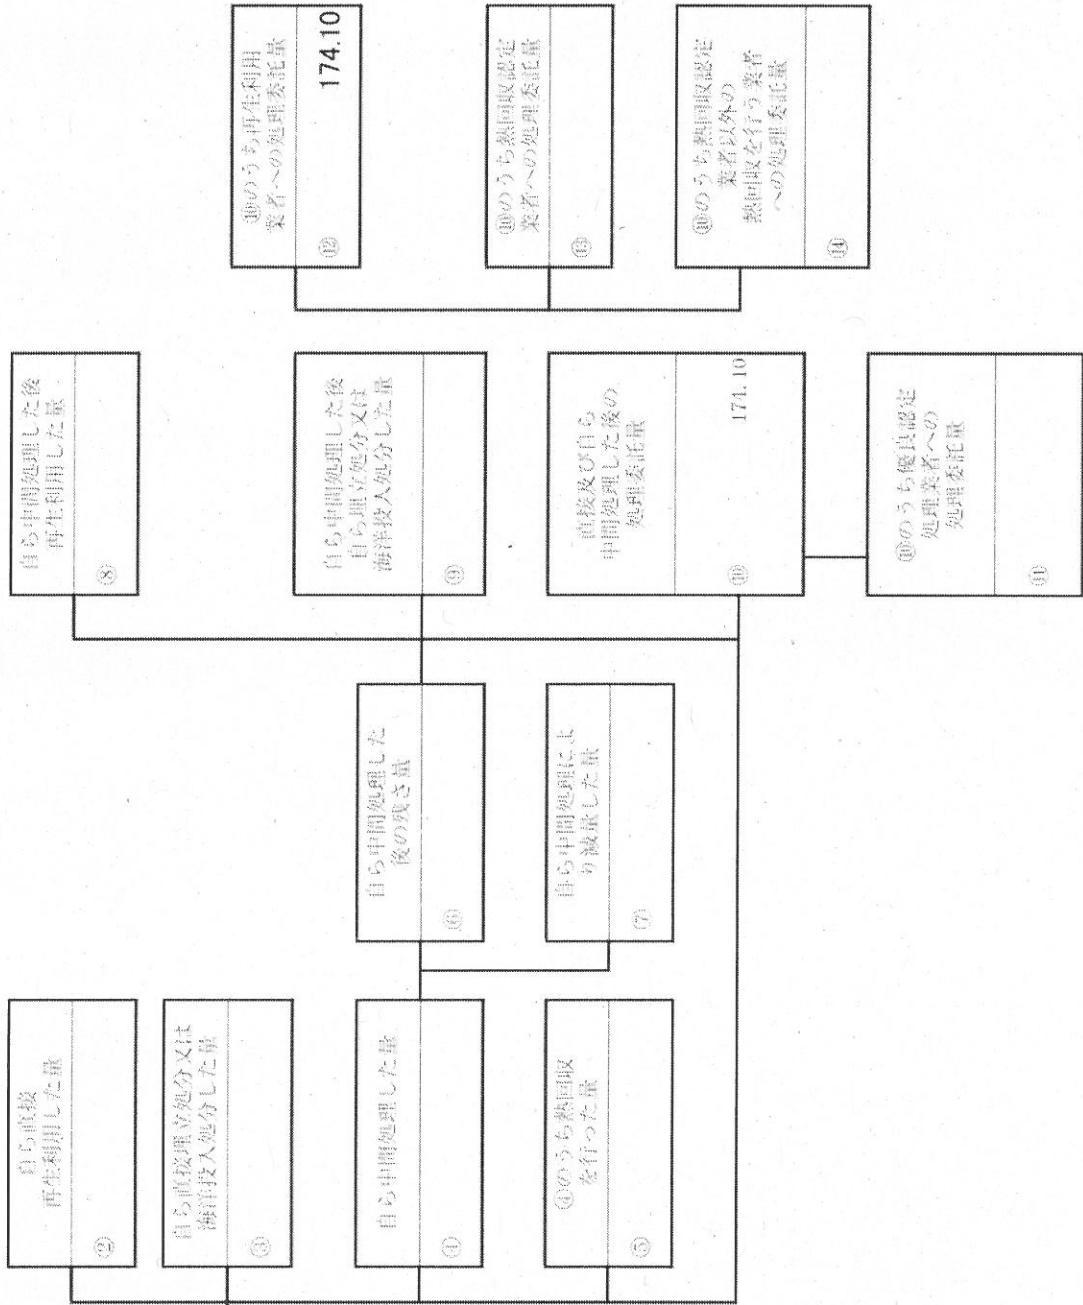 自ら直接
再生利用した量
②
自ら直接埋立処分又は
海洋投入処分した量
③
自ら中間処理した量
④
④のうち熱回収
を行った量
⑤
自ら中間処理した
後の残さ量
⑥
自ら中間処理によ
り減量した量
⑦
自ら中間処理した後
再生利用した量
⑧
自ら中間処理した後
自ら埋立処分又は
海洋投入処分した量
⑨
直接及び自ら
中間処理した後の
処理委託量
⑩
174.10
⑩のうち優良認定
処理業者への
処理委託量
⑪
⑩のうち再生利用
業者への処理委託量
⑫
174.10
⑩のうち熱回収認定
業者への処理委託量
⑬
⑩のうち熱回収認定
業者以外の
熱回収を行う業者
への処理委託量
⑭